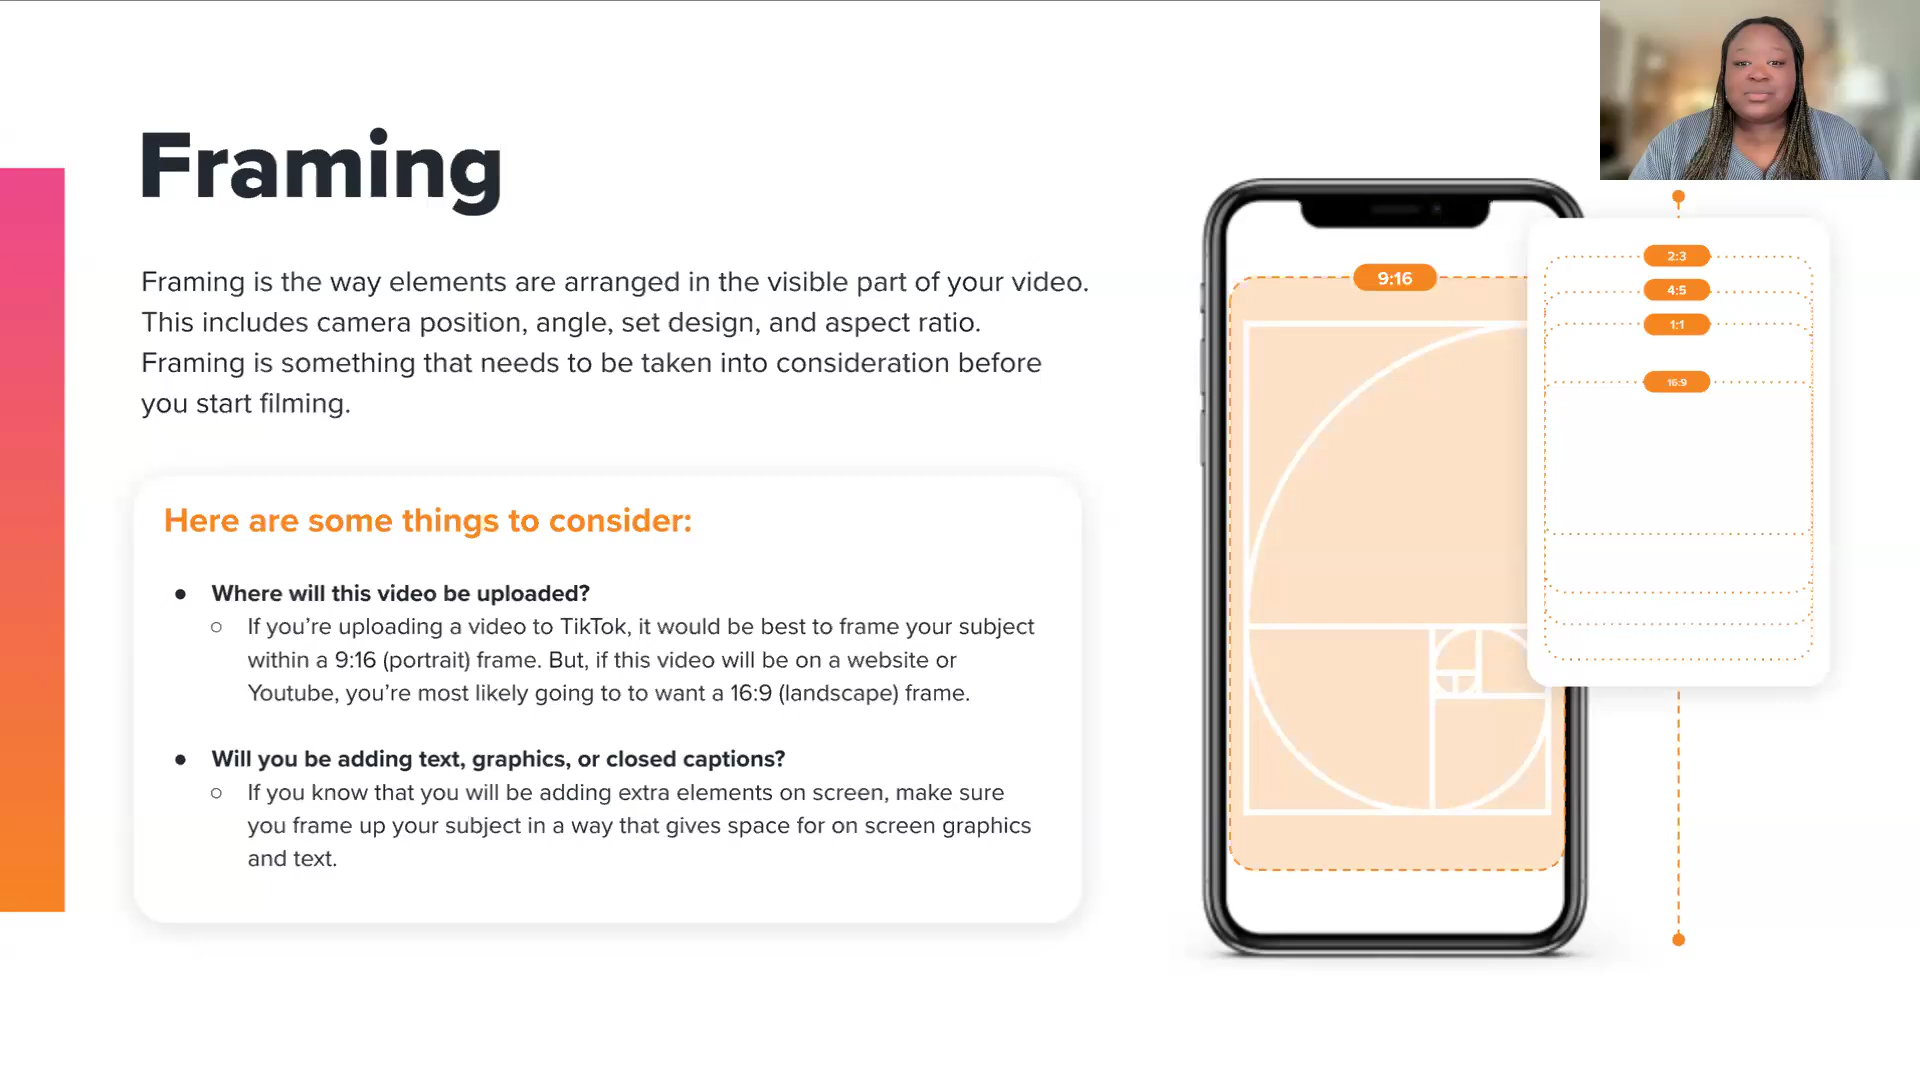 Framing
Framing is the way elements are arranged in the visible part of your video.
This includes camera position, angle, set design, and aspect ratio.
Framing is something that needs to be taken into consideration before
you start filming.
Here are some things to consider:
● Where will this video be uploaded?
○ If you’re uploading a video to TikTok, it would be best to frame your subject
within a 9:16 (portrait) frame. But, if this video will be on a website or
Youtube, you’re most likely going to to want a 16:9 (landscape) frame.
● Will you be adding text, graphics, or closed captions?
○ If you know that you will be adding extra elements on screen, make sure
you frame up your subject in a way that gives space for on screen graphics
and text.
9:16
2:3
4:5
1:1
16:9